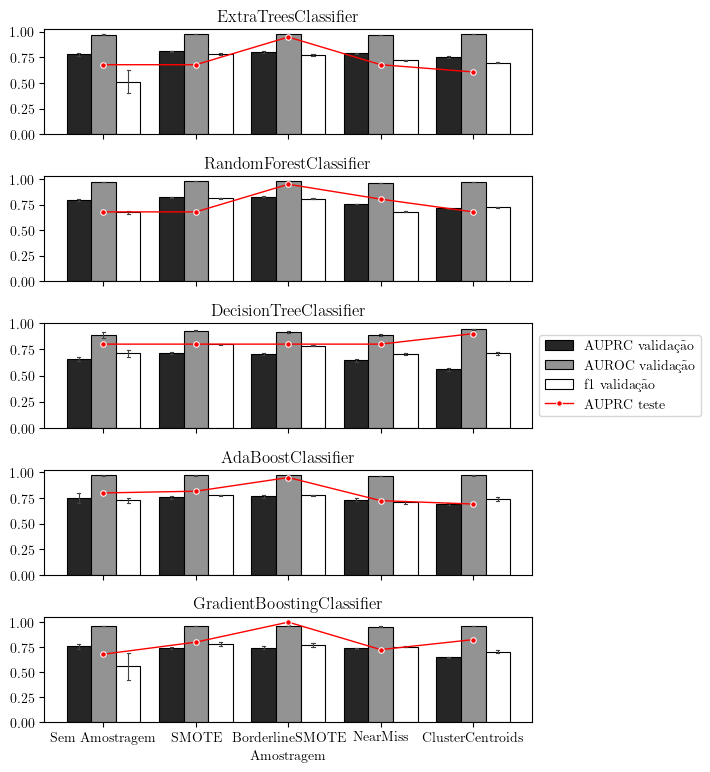 ExtraTreesClassifier
1.00
0.75
0.50
0.25
0.00
RandomForestClassifier
1.00
0.75
0.50
0.25
0.00
DecisionTreeClassifier
1.00
0.75
0.50
0.25
0.00
AUPRC validação
AUROC validação
f1 validação
AUPRC teste
AdaBoostClassifier
1.00
0.75
0.50
0.25
0.00
GradientBoostingClassifier
1.00
0.75
0.50
0.25
0.00
Sem Amostragem SMOTE BorderlineSMOTE NearMiss ClusterCentroids
Amostragem